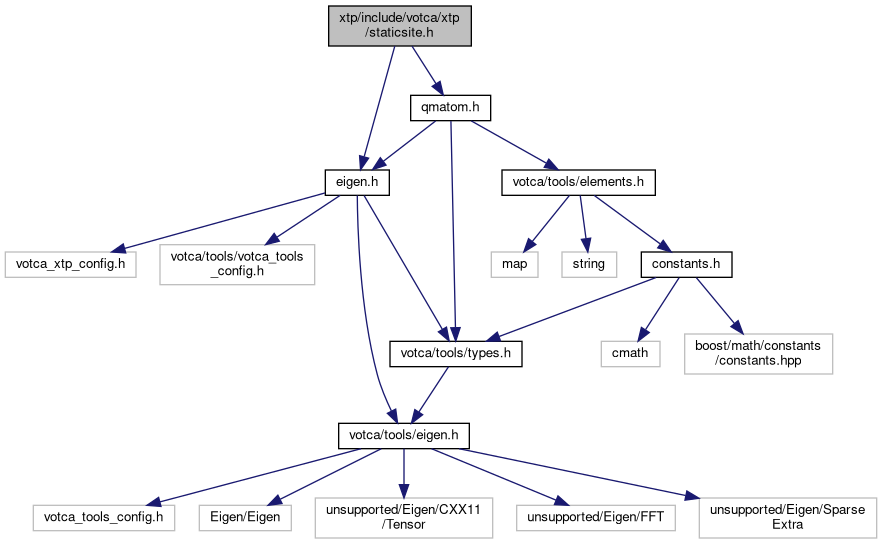 xtp/include/votca/xtp
/staticsite.h
qmatom.h
eigen.h
votca/tools/elements.h
votca_xtp_config.h
votca/tools/votca_tools
_config.h
map
string
constants.h
votca/tools/types.h
cmath
boost/math/constants
/constants.hpp
votca/tools/eigen.h
votca_tools_config.h
Eigen/Eigen
unsupported/Eigen/CXX11
/Tensor
unsupported/Eigen/FFT
unsupported/Eigen/Sparse
Extra